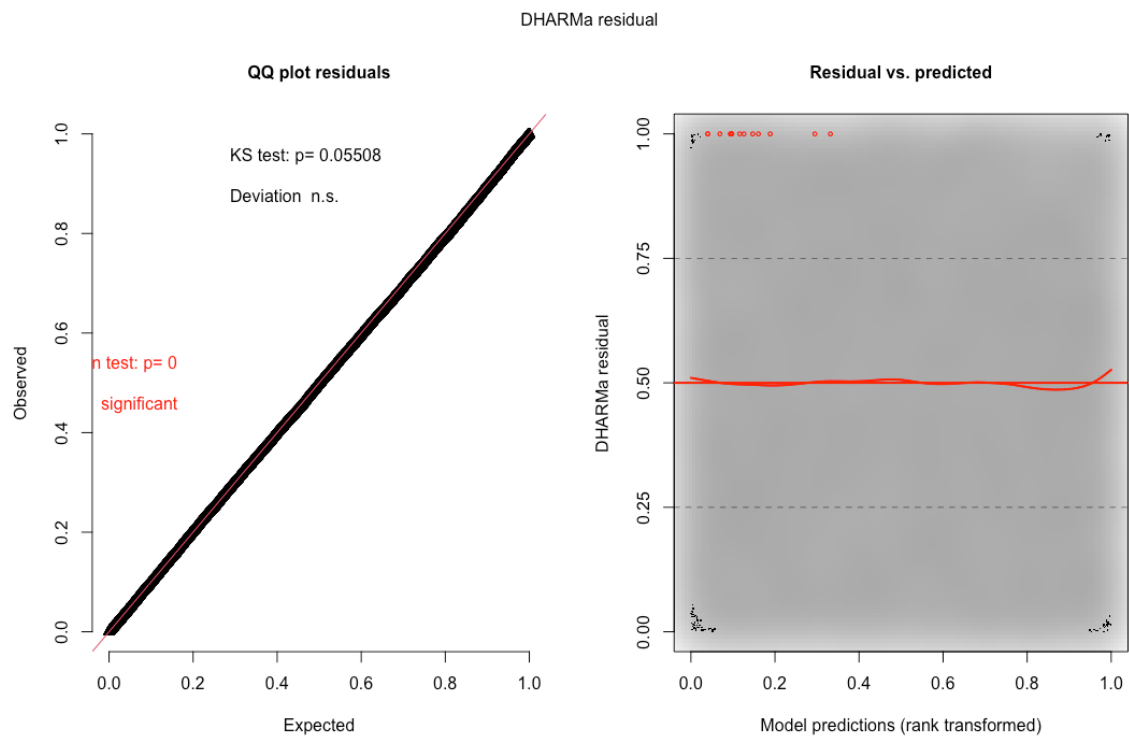 DHARMa residual
QQ plot residuals
KS test: p= 0.05508
Deviation  n.s.
n test: p= 0
significant
Observed
0.0 0.2 0.4 0.6 0.8 1.0
0.0 0.2 0.4 0.6 0.8 1.0
Expected
Residual vs. predicted
DHARMa residual
0.00 0.25 0.50 0.75 1.00
0.0 0.2 0.4 0.6 0.8 1.0
Model predictions (rank transformed)